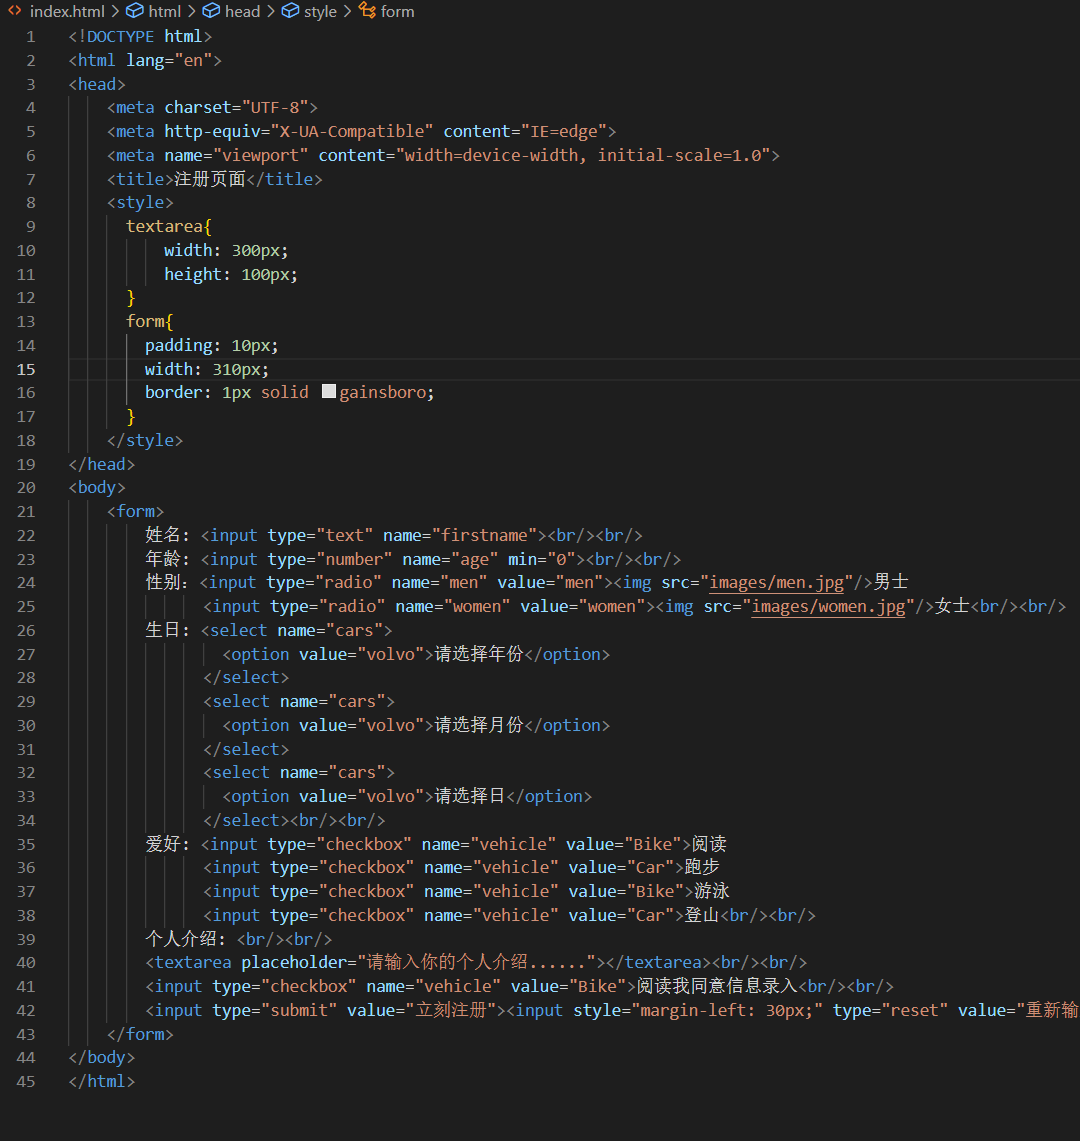 index.html > html > head > style > form
1 <!DOCTYPE html>
2 <html lang="en">
3 <head>
4 <meta charset="UTF-8">
5 <meta http-equiv="X-UA-Compatible" content="IE=edge">
6 <meta name="viewport" content="width=device-width, initial-scale=1.0">
7 <title>注册页面</title>
8 <style>
9 textarea{
10 width: 300px;
11 height: 100px;
12 }
13 form{
14 padding: 10px;
15 width: 310px;
16 border: 1px solid gainsboro;
17 }
18 </style>
19 </head>
20 <body>
21 <form>
22 姓名: <input type="text" name="firstname"><br/><br/>
23 年龄: <input type="number" name="age" min="0"><br/><br/>
24 性别: <input type="radio" name="men" value="men"><img src="images/men.jpg"/>男士
25 <input type="radio" name="women" value="women"><img src="images/women.jpg"/>女士<br/><br/>
26 生日: <select name="cars">
27 <option value="volvo">请选择年份</option>
28 </select>
29 <select name="cars">
30 <option value="volvo">请选择月份</option>
31 </select>
32 <select name="cars">
33 <option value="volvo">请选择日</option>
34 </select><br/><br/>
35 爱好: <input type="checkbox" name="vehicle" value="Bike">阅读
36 <input type="checkbox" name="vehicle" value="Car">跑步
37 <input type="checkbox" name="vehicle" value="Bike">游泳
38 <input type="checkbox" name="vehicle" value="Car">登山<br/><br/>
39 个人介绍: <br/><br/>
40 <textarea placeholder="请输入你的个人介绍......"></textarea><br/><br/>
41 <input type="checkbox" name="vehicle" value="Bike">阅读我同意信息录入<br/><br/>
42 <input type="submit" value="立刻注册"><input style="margin-left: 30px;" type="reset" value="重新输
43 </form>
44 </body>
45 </html>